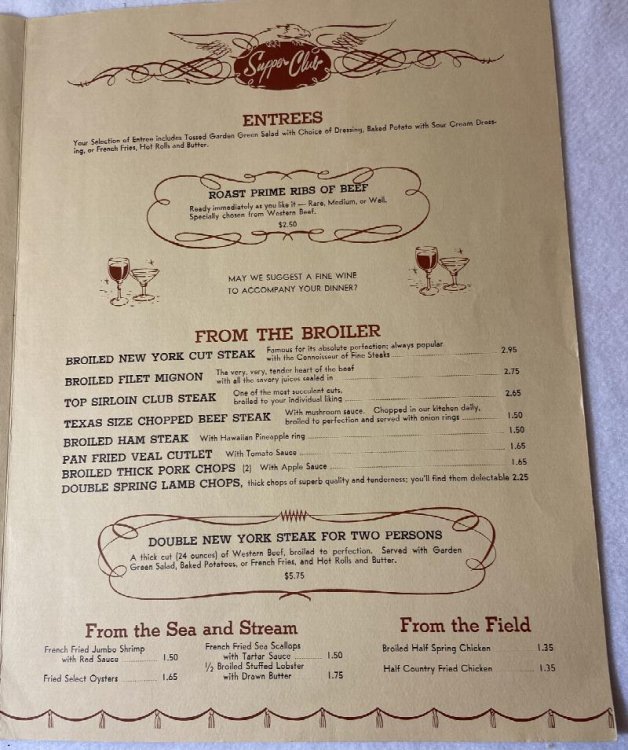 Supper Club
ENTREES
Your Selection of Entree includes Tossed Garden Green Salad with Choice of Dressing, Baked Potato with Sour Cream Dress-
ing, or French Fries, Hot Rolls and Butter.
ROAST PRIME RIBS OF BEEF
Ready immediately as you like it — Rare, Medium, or Well.
Specially chosen from Western Beef.
$2.50
MAY WE SUGGEST A FINE WINE
TO ACCOMPANY YOUR DINNER?
FROM THE BROILER
BROILED NEW YORK CUT STEAK Famous for its absolute perfection; always popular
with the Connoisseur of Fine Steaks 2.95
BROILED FILET MIGNON The very, very, tender heart of the beef
with all the savory juices sealed in 2.75
TOP SIRLOIN CLUB STEAK One of the most succulent cuts,
broiled to your individual liking 2.65
TEXAS SIZE CHOPPED BEEF STEAK With mushroom sauce. Chopped in our kitchen daily,
broiled to perfection and served with onion rings 1.50
BROILED HAM STEAK With Hawaiian Pineapple ring 1.50
PAN FRIED VEAL CUTLET With Tomato Sauce 1.65
BROILED THICK PORK CHOPS (2) With Apple Sauce 1.65
DOUBLE SPRING LAMB CHOPS, thick chops of superb quality and tenderness; you'll find them delectable 2.25
DOUBLE NEW YORK STEAK FOR TWO PERSONS
A thick cut (24 ounces) of Western Beef, broiled to perfection. Served with Garden
Green Salad, Baked Potatoes, or French Fries, and Hot Rolls and Butter.
$5.75
From the Sea and Stream
French Fried Jumbo Shrimp
with Red Sauce 1.50
Fried Select Oysters 1.65
French Fried Sea Scallops
with Tartar Sauce 1.50
½ Broiled Stuffed Lobster
with Drawn Butter 1.75
From the Field
Broiled Half Spring Chicken 1.35
Half Country Fried Chicken 1.35